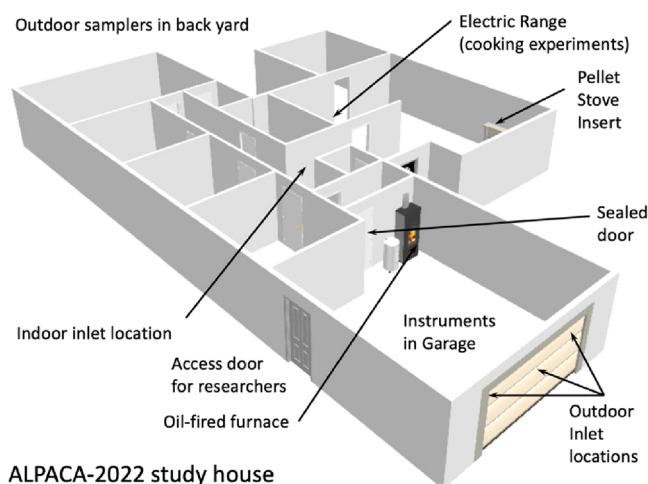 Outdoor samplers in back yard
Electric Range
(cooking experiments)
Pellet
Stove
Insert
Sealed
door
Indoor inlet location
Instruments
in Garage
Access door
for researchers
Oil-fired furnace
Outdoor
Inlet
locations
ALPACA-2022 study house